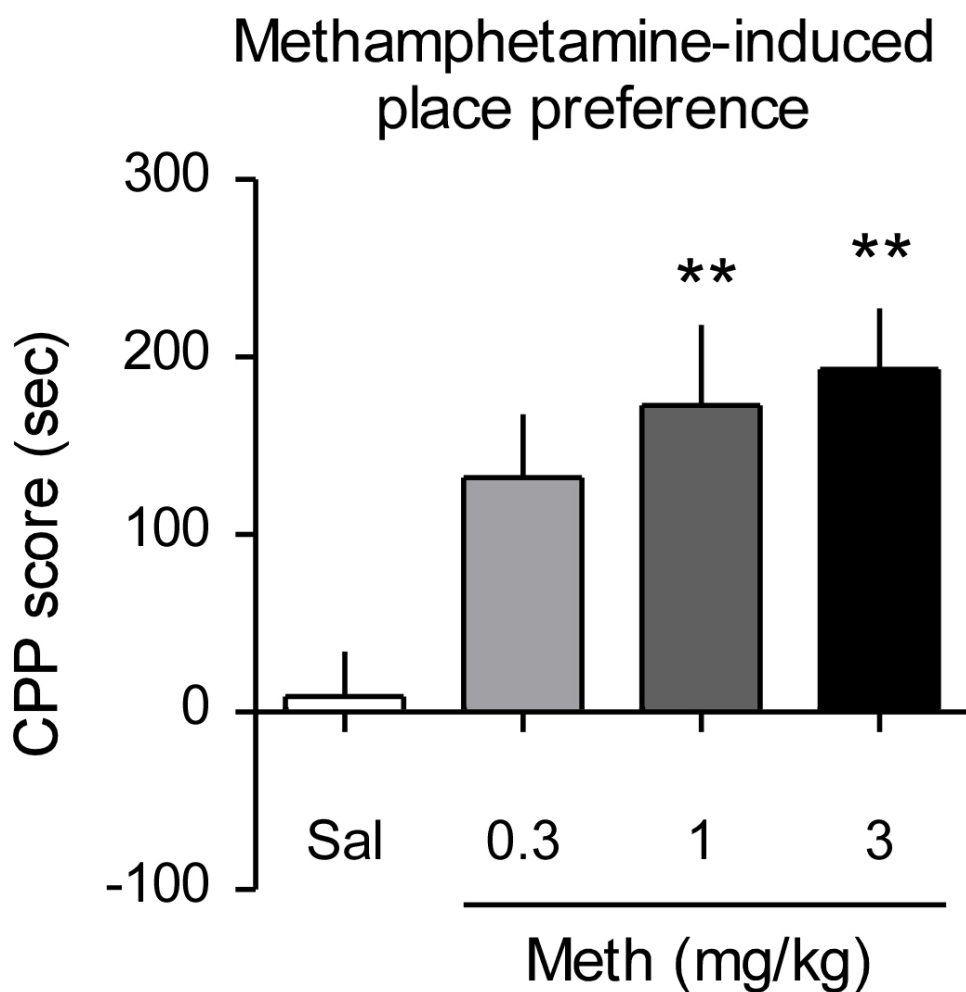 Methamphetamine-induced
place preference
300
200
100
0
-100
CPP score (sec)
**
**
Sal 0.3 1 3
Meth (mg/kg)